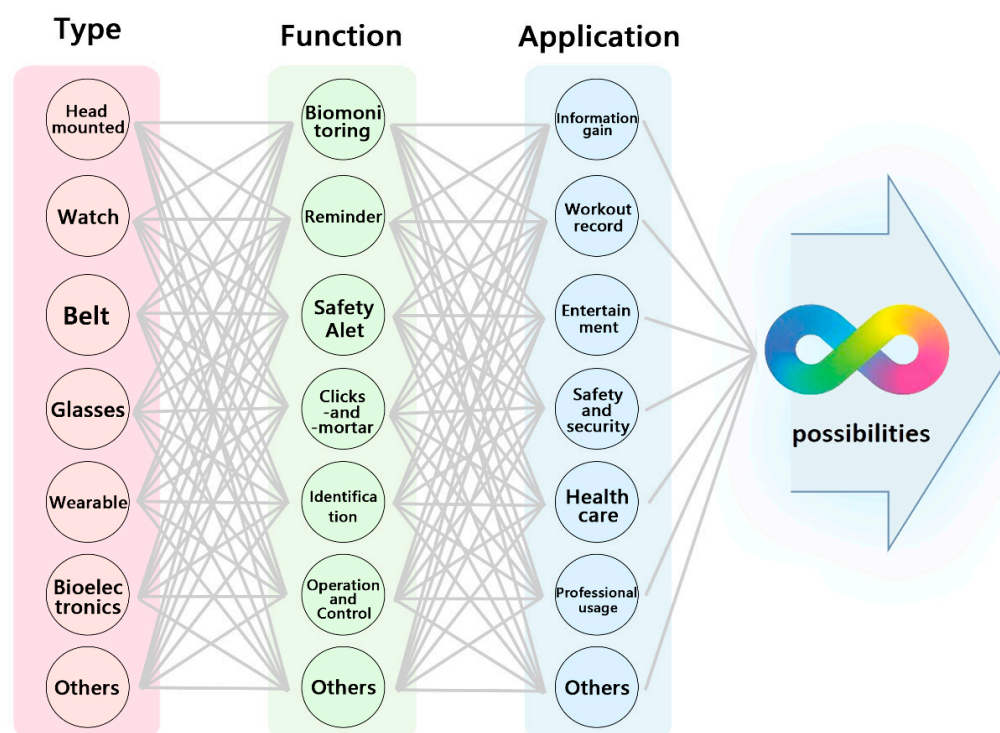 Type
Function
Application
Head
mounted
Watch
Belt
Glasses
Wearable
Bioelec
tronics
Others
Biomoni
toring
Reminder
Safety
Alet
Clicks
-and
-mortar
Identifica
tion
Operation
and
Control
Others
Information
gain
Workout
record
Entertain
ment
Safety
and
security
Health
care
Professional
usage
Others
possibilities